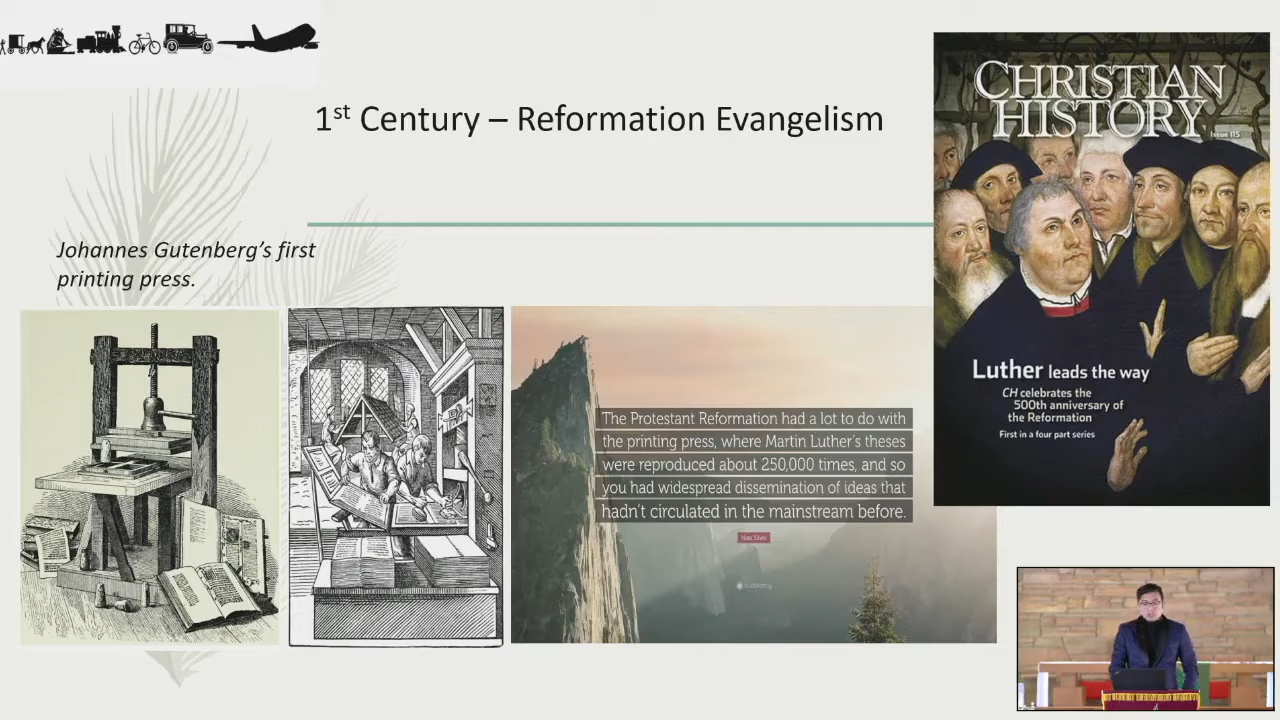 1st Century – Reformation Evangelism
Johannes Gutenberg's first
printing press.
The Protestant Reformation had a lot to do with
the printing press, where Martin Luther's theses
were reproduced about 250,000 times, and so
you had widespread dissemination of ideas that
hadn't circulated in the mainstream before.
Nate Silver
CHRISTIAN
HISTORY
Issue 115
Luther leads the way
CH celebrates the
500th anniversary of
the Reformation
First in a four part series